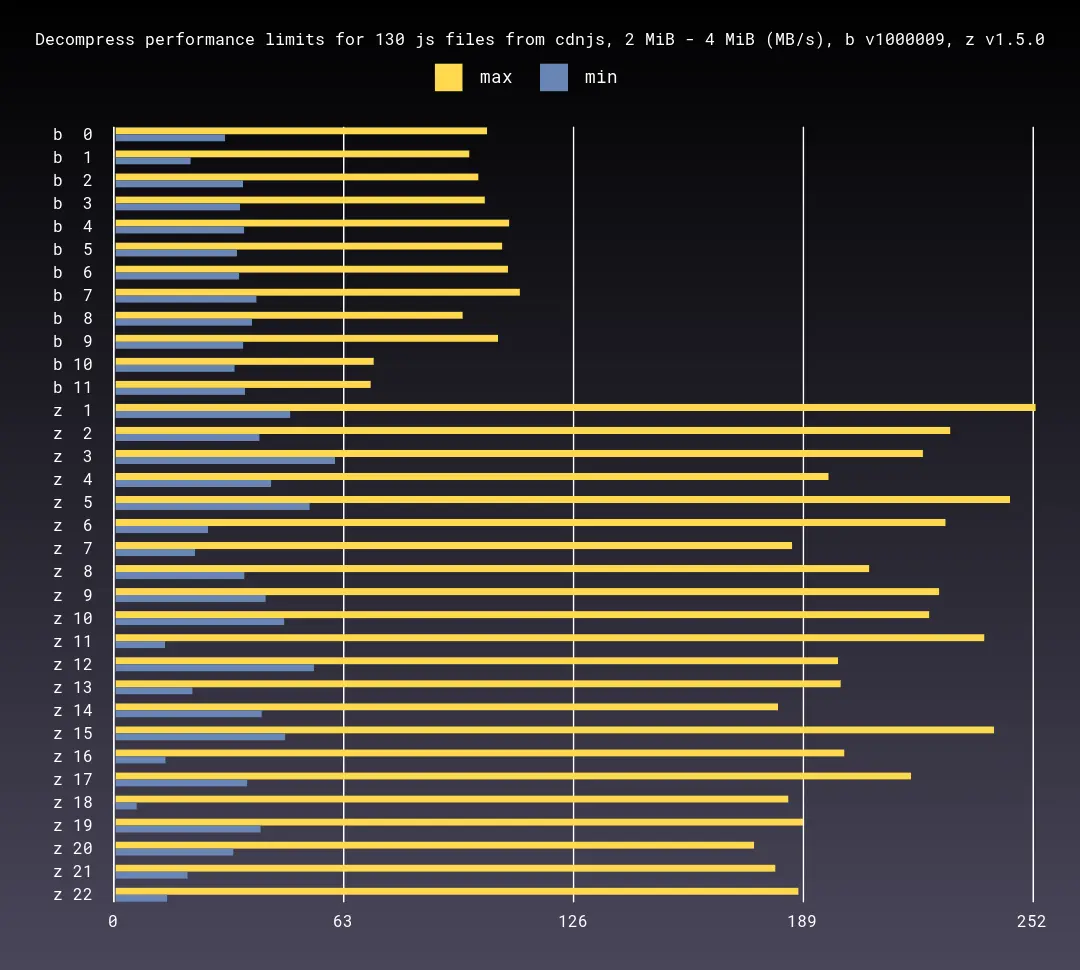 Decompress performance limits for 130 js files from cdnjs, 2 MiB - 4 MiB (MB/s), b v1000009, z v1.5.0
max min
b 0
b 1
b 2
b 3
b 4
b 5
b 6
b 7
b 8
b 9
b 10
b 11
z 1
z 2
z 3
z 4
z 5
z 6
z 7
z 8
z 9
z 10
z 11
z 12
z 13
z 14
z 15
z 16
z 17
z 18
z 19
z 20
z 21
z 22
0 63 126 189 252